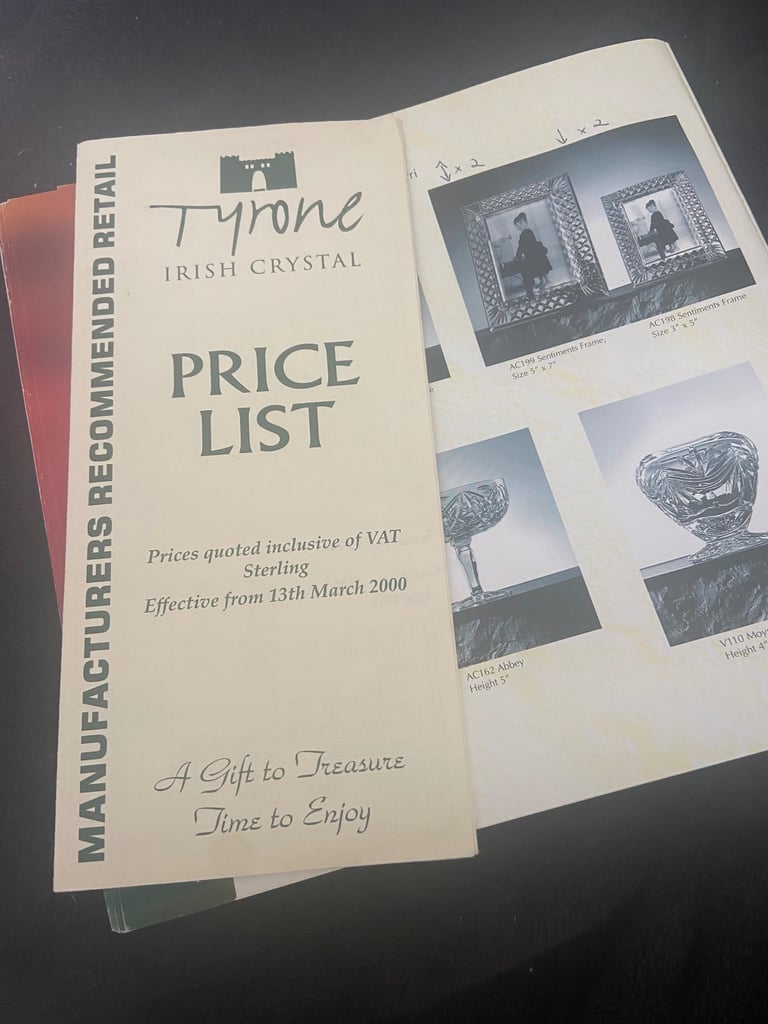 MANUFACTURERS RECOMMENDED RETAIL
Tyrone
IRISH CRYSTAL
PRICE
LIST
Prices quoted inclusive of VAT
Sterling
Effective from 13th March 2000
A Gift to Treasure
Time to Enjoy
ri
↕ x 2
↓ x 2
AC199 Sentiments Frame,
Size 5" x 7"
AC198 Sentiments Frame
Size 3" x 5"
e
AC162 Abbey
Height 5"
V110 Moy
Height 4"